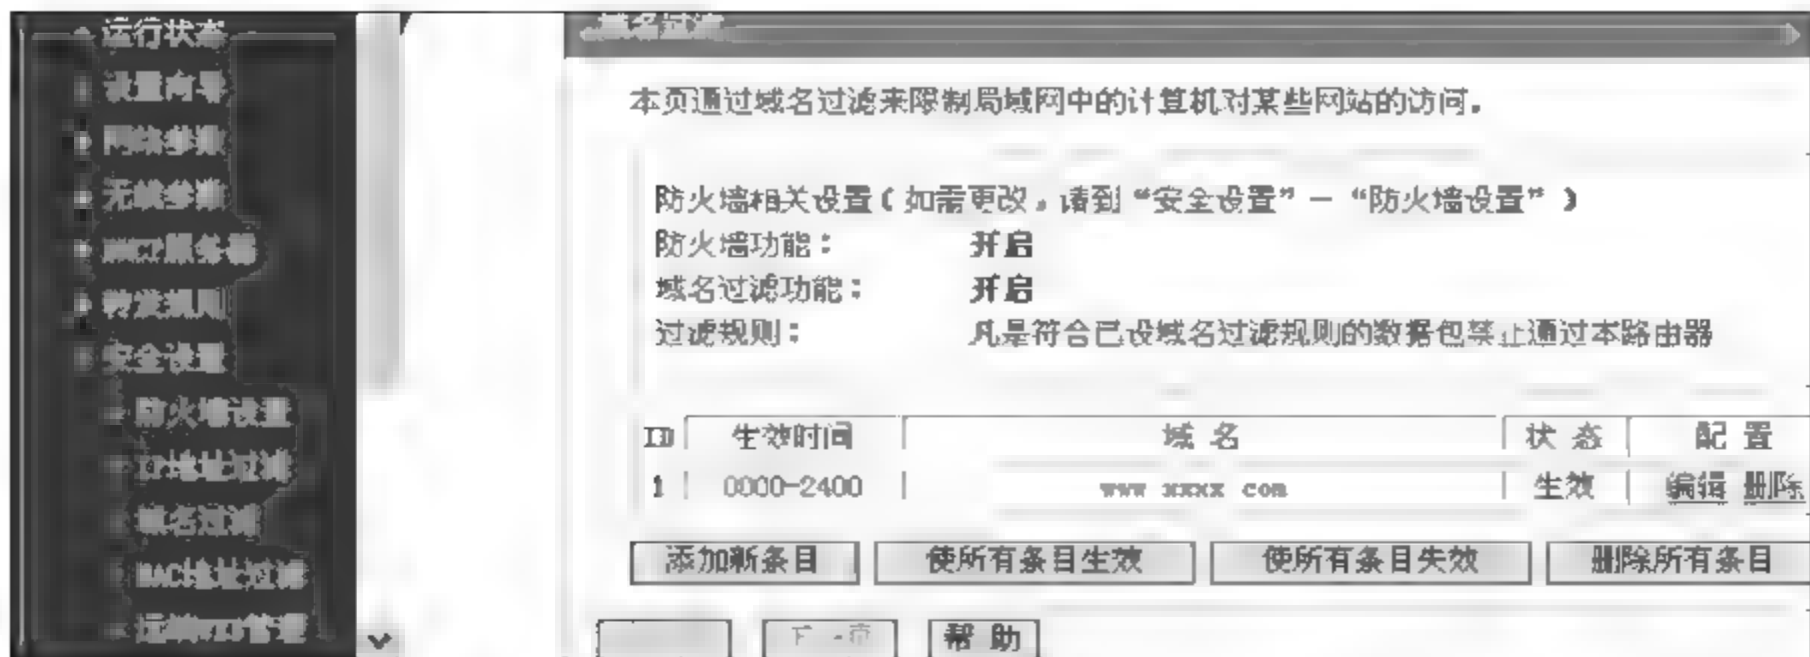 运行状态
设置向导
网络参数
无线参数
DHCP服务器
转发规则
安全设置
防火墙设置
IP地址过滤
域名过滤
MAC地址过滤
远端WEB管理
域名过滤
本页通过域名过滤来限制局域网中的计算机对某些网站的访问。
防火墙相关设置(如需更改，请到“安全设置”-“防火墙设置”)
防火墙功能： 开启
域名过滤功能： 开启
过滤规则： 凡是符合已设域名过滤规则的数据包禁止通过本路由器
ID 生效时间 域 名 状 态 配 置
1 0000-2400 www xxxx com 生效 编辑 删除
添加新条目 使所有条目生效 使所有条目失效 删除所有条目
下一页 帮 助